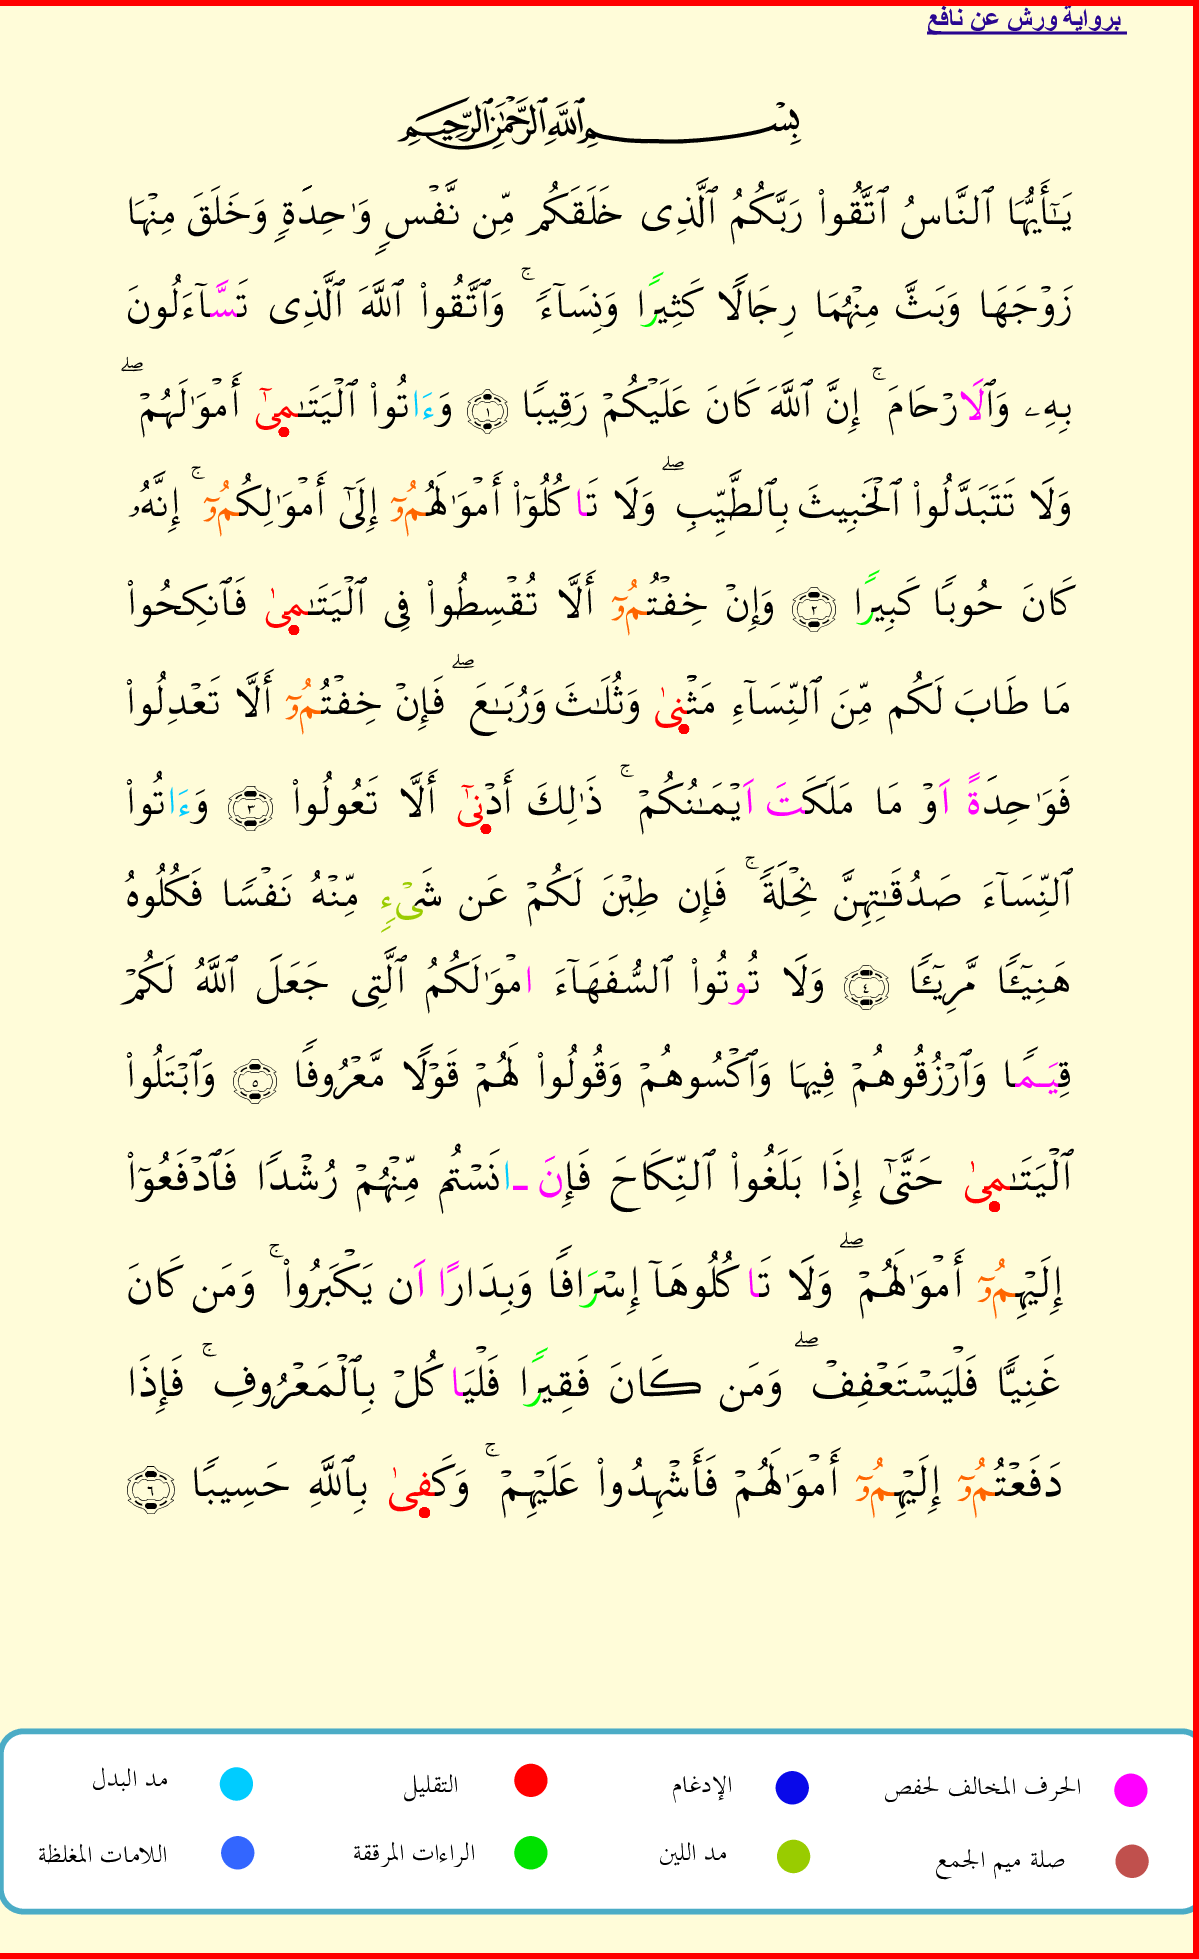 برواية ورش عن نافع
بِسْمِ ٱللَّهِ ٱلرَّحْمَٰنِ ٱلرَّحِيمِ
يَـٰٓأَيُّهَا ٱلنَّاسُ ٱتَّقُوا۟ رَبَّكُمُ ٱلَّذِى خَلَقَكُم مِّن نَّفْسٍ وَٰحِدَةٍ وَخَلَقَ مِنْهَا
زَوْجَهَا وَبَثَّ مِنْهُمَا رِجَالًا كَثِيرًا وَنِسَآءً ۚ وَٱتَّقُوا۟ ٱللَّهَ ٱلَّذِى تَسَّآءَلُونَ
بِهِۦ وَٱلَارْحَامَ ۚ إِنَّ ٱللَّهَ كَانَ عَلَيْكُمْ رَقِيبًا ١ وَءَاتُوا۟ ٱلْيَتَـٰمِىٰٓ أَمْوَٰلَهُمْ ۖ
وَلَا تَتَبَدَّلُوا۟ ٱلْخَبِيثَ بِٱلطَّيِّبِ ۖ وَلَا تَاكُلُوٓا۟ أَمْوَٰلَهُمُۥٓ إِلَىٰٓ أَمْوَٰلِكُمُۥٓ ۚ إِنَّهُۥ
كَانَ حُوبًا كَبِيرًا ٢ وَإِنْ خِفْتُمُۥٓ أَلَّا تُقْسِطُوا۟ فِى ٱلْيَتَـٰمِىٰ فَٱنكِحُوا۟
مَا طَابَ لَكُم مِّنَ ٱلنِّسَآءِ مَثْنِىٰ وَثُلَـٰثَ وَرُبَـٰعَ ۖ فَإِنْ خِفْتُمُۥٓ أَلَّا تَعْدِلُوا۟
فَوَٰحِدَةً اَوْ مَا مَلَكَتَ اَيْمَـٰنُكُمْ ۚ ذَٰلِكَ أَدْنِىٰٓ أَلَّا تَعُولُوا۟ ٣ وَءَاتُوا۟
ٱلنِّسَآءَ صَدُقَـٰتِهِنَّ نِحْلَةً ۚ فَإِن طِبْنَ لَكُمْ عَن شَىْءٍ مِّنْهُ نَفْسًا فَكُلُوهُ
هَنِيٓـًٔا مَّرِيٓـًٔا ٤ وَلَا تُوتُوا۟ ٱلسُّفَهَآءَ امْوَٰلَكُمُ ٱلَّتِى جَعَلَ ٱللَّهُ لَكُمْ
قِيَـمًا وَٱرْزُقُوهُمْ فِيهَا وَٱكْسُوهُمْ وَقُولُوا۟ لَهُمْ قَوْلًا مَّعْرُوفًا ٥ وَٱبْتَلُوا۟
ٱلْيَتَـٰمِىٰ حَتَّىٰٓ إِذَا بَلَغُوا۟ ٱلنِّكَاحَ فَإِنَ ـانَسْتُم مِّنْهُمْ رُشْدًا فَٱدْفَعُوٓا۟
إِلَيْهِمُۥٓ أَمْوَٰلَهُمْ ۖ وَلَا تَاكُلُوهَآ إِسْرَافًا وَبِدَارًا اَن يَكْبَرُوا۟ ۚ وَمَن كَانَ
غَنِيًّا فَلْيَسْتَعْفِفْ ۖ وَمَن كَانَ فَقِيرًا فَلْيَاكُلْ بِٱلْمَعْرُوفِ ۚ فَإِذَا
دَفَعْتُمُۥٓ إِلَيْهِمُۥٓ أَمْوَٰلَهُمْ فَأَشْهِدُوا۟ عَلَيْهِمْ ۚ وَكَفِىٰ بِٱللَّهِ حَسِيبًا ٦
الحرف المخالف لحفص الإدغام التقليل مد البدل
صلة ميم الجمع مد اللين الراءات المرققة اللامات المغلظة